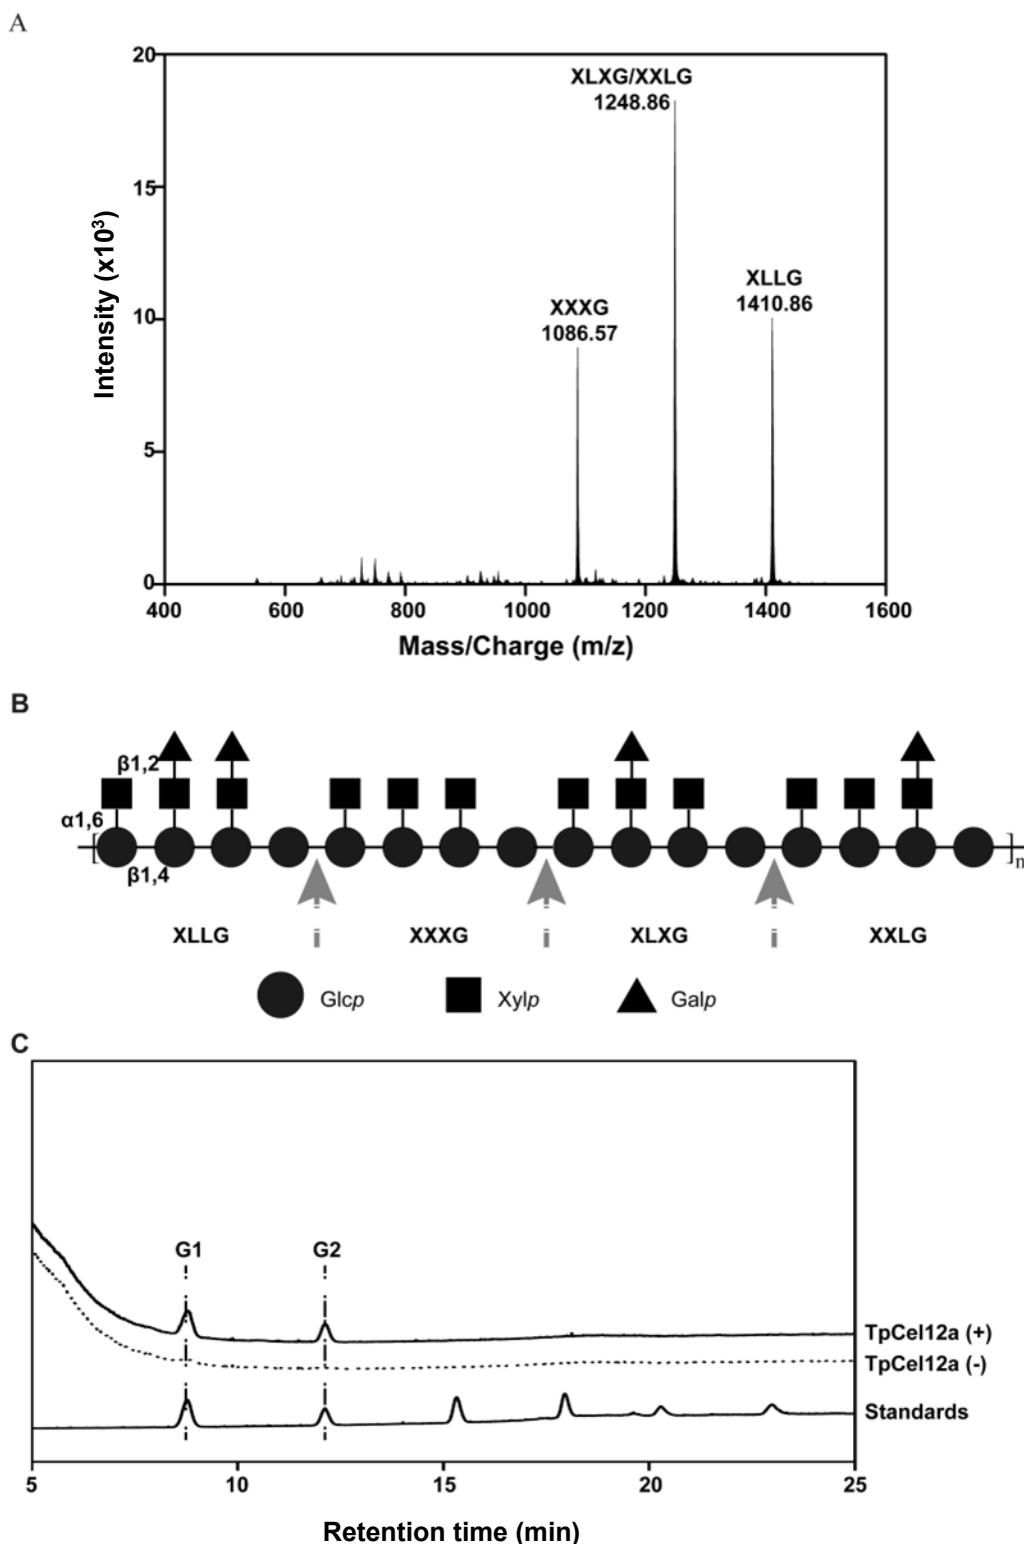 A
20
XLXG/XXLG
1248.86
15
Intensity (x10³)
XLLG
1410.86
XXXG
1086.57
10
5
0
400 600 800 1000 1200 1400 1600
Mass/Charge (m/z)
B
β1,2
α1,6
[ ]n
β1,4
XLLG i XXXG i XLXG i XXLG
Glcp Xylp Galp
C
G1 G2
TpCel12a (+)
TpCel12a (-)
Standards
5 10 15 20 25
Retention time (min)